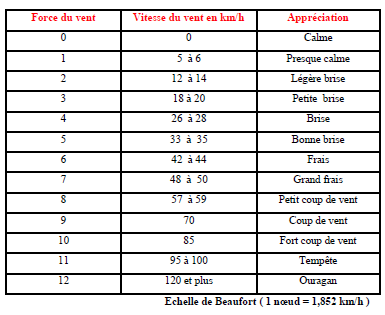 Force du vent Vitesse du vent en km/h Appréciation
0 0 Calme
1 5 à 6 Presque calme
2 12 à 14 Légère brise
3 18 à 20 Petite brise
4 26 à 28 Brise
5 33 à 35 Bonne brise
6 42 à 44 Frais
7 48 à 50 Grand frais
8 57 à 59 Petit coup de vent
9 70 Coup de vent
10 85 Fort coup de vent
11 95 à 100 Tempête
12 120 et plus Ouragan
Echelle de Beaufort ( 1 nœud = 1,852 km/h )